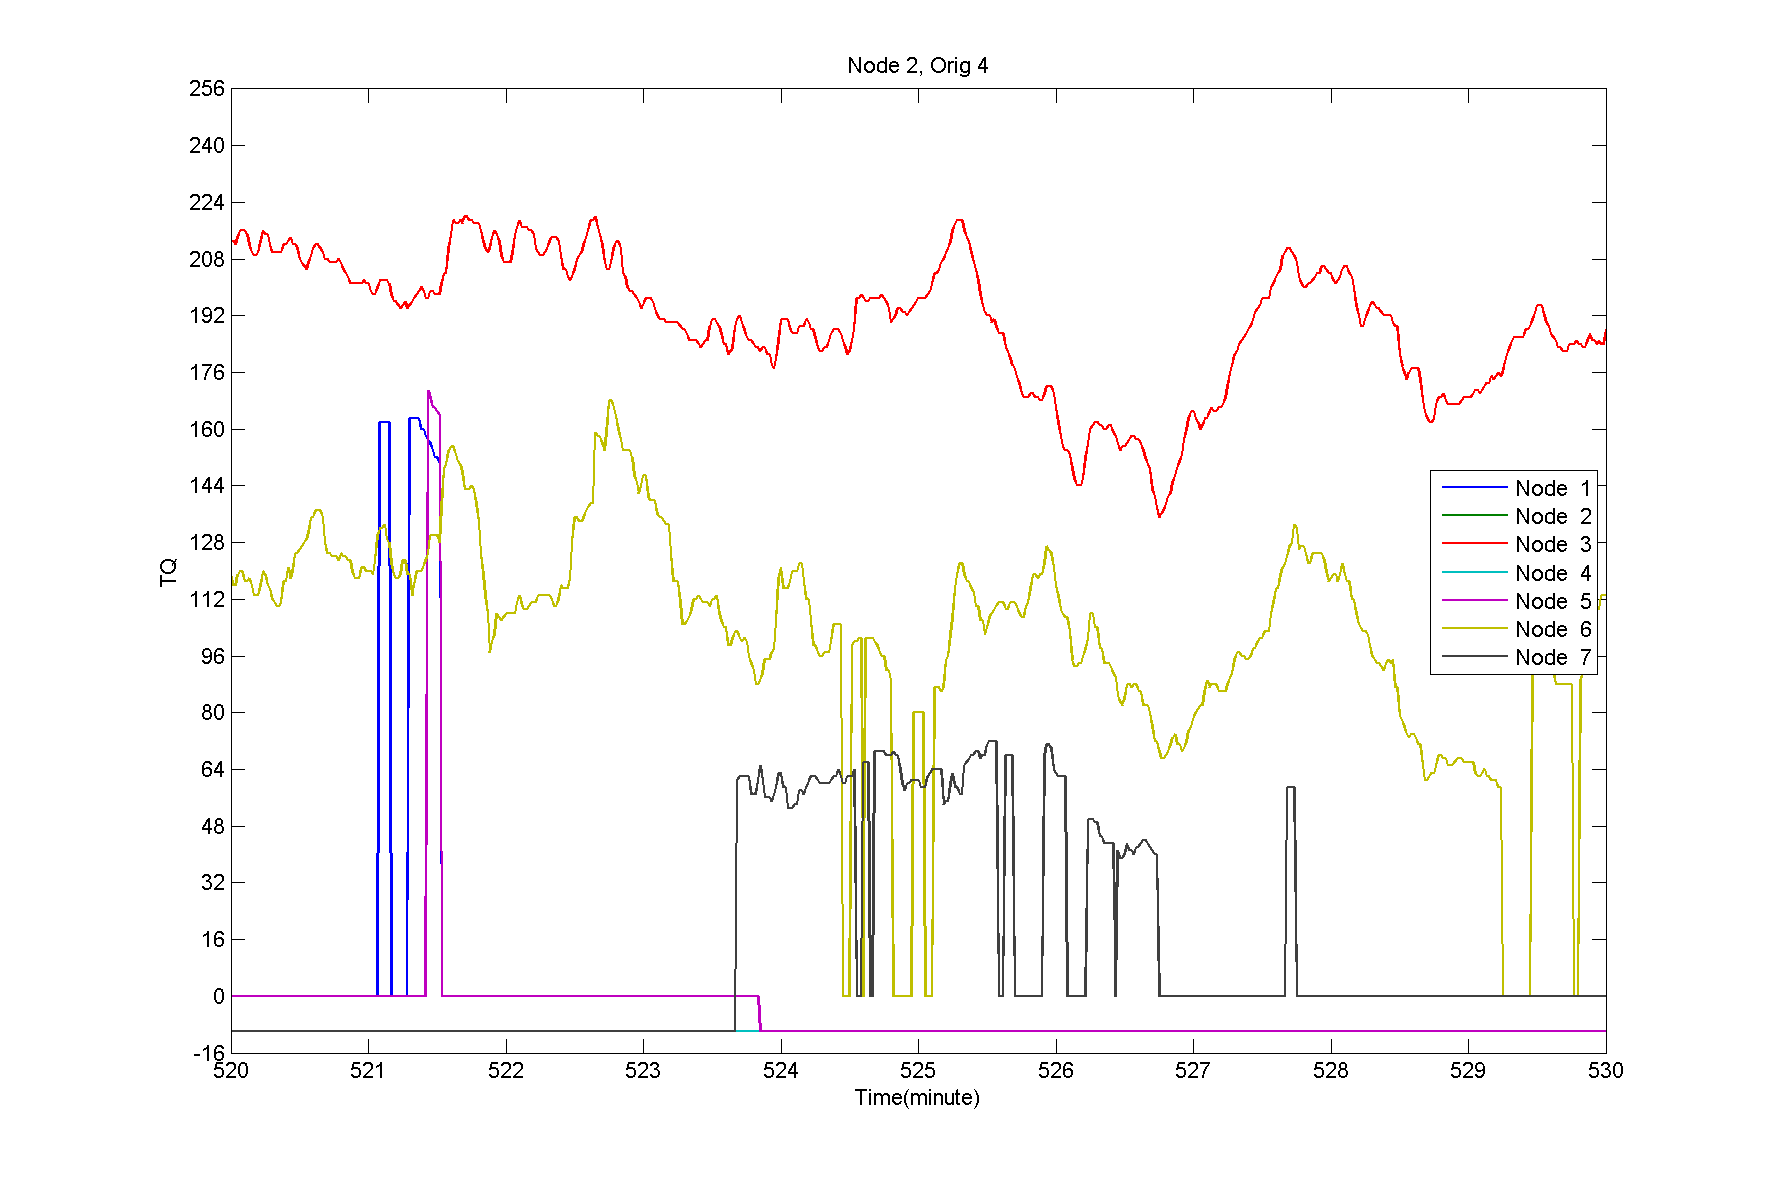 Node 2, Orig 4
256
240
224
208
192
176
160
144
128
112
96
80
64
48
32
16
0
-16
TQ
Node 1
Node 2
Node 3
Node 4
Node 5
Node 6
Node 7
520 521 522 523 524 525 526 527 528 529 530
Time(minute)